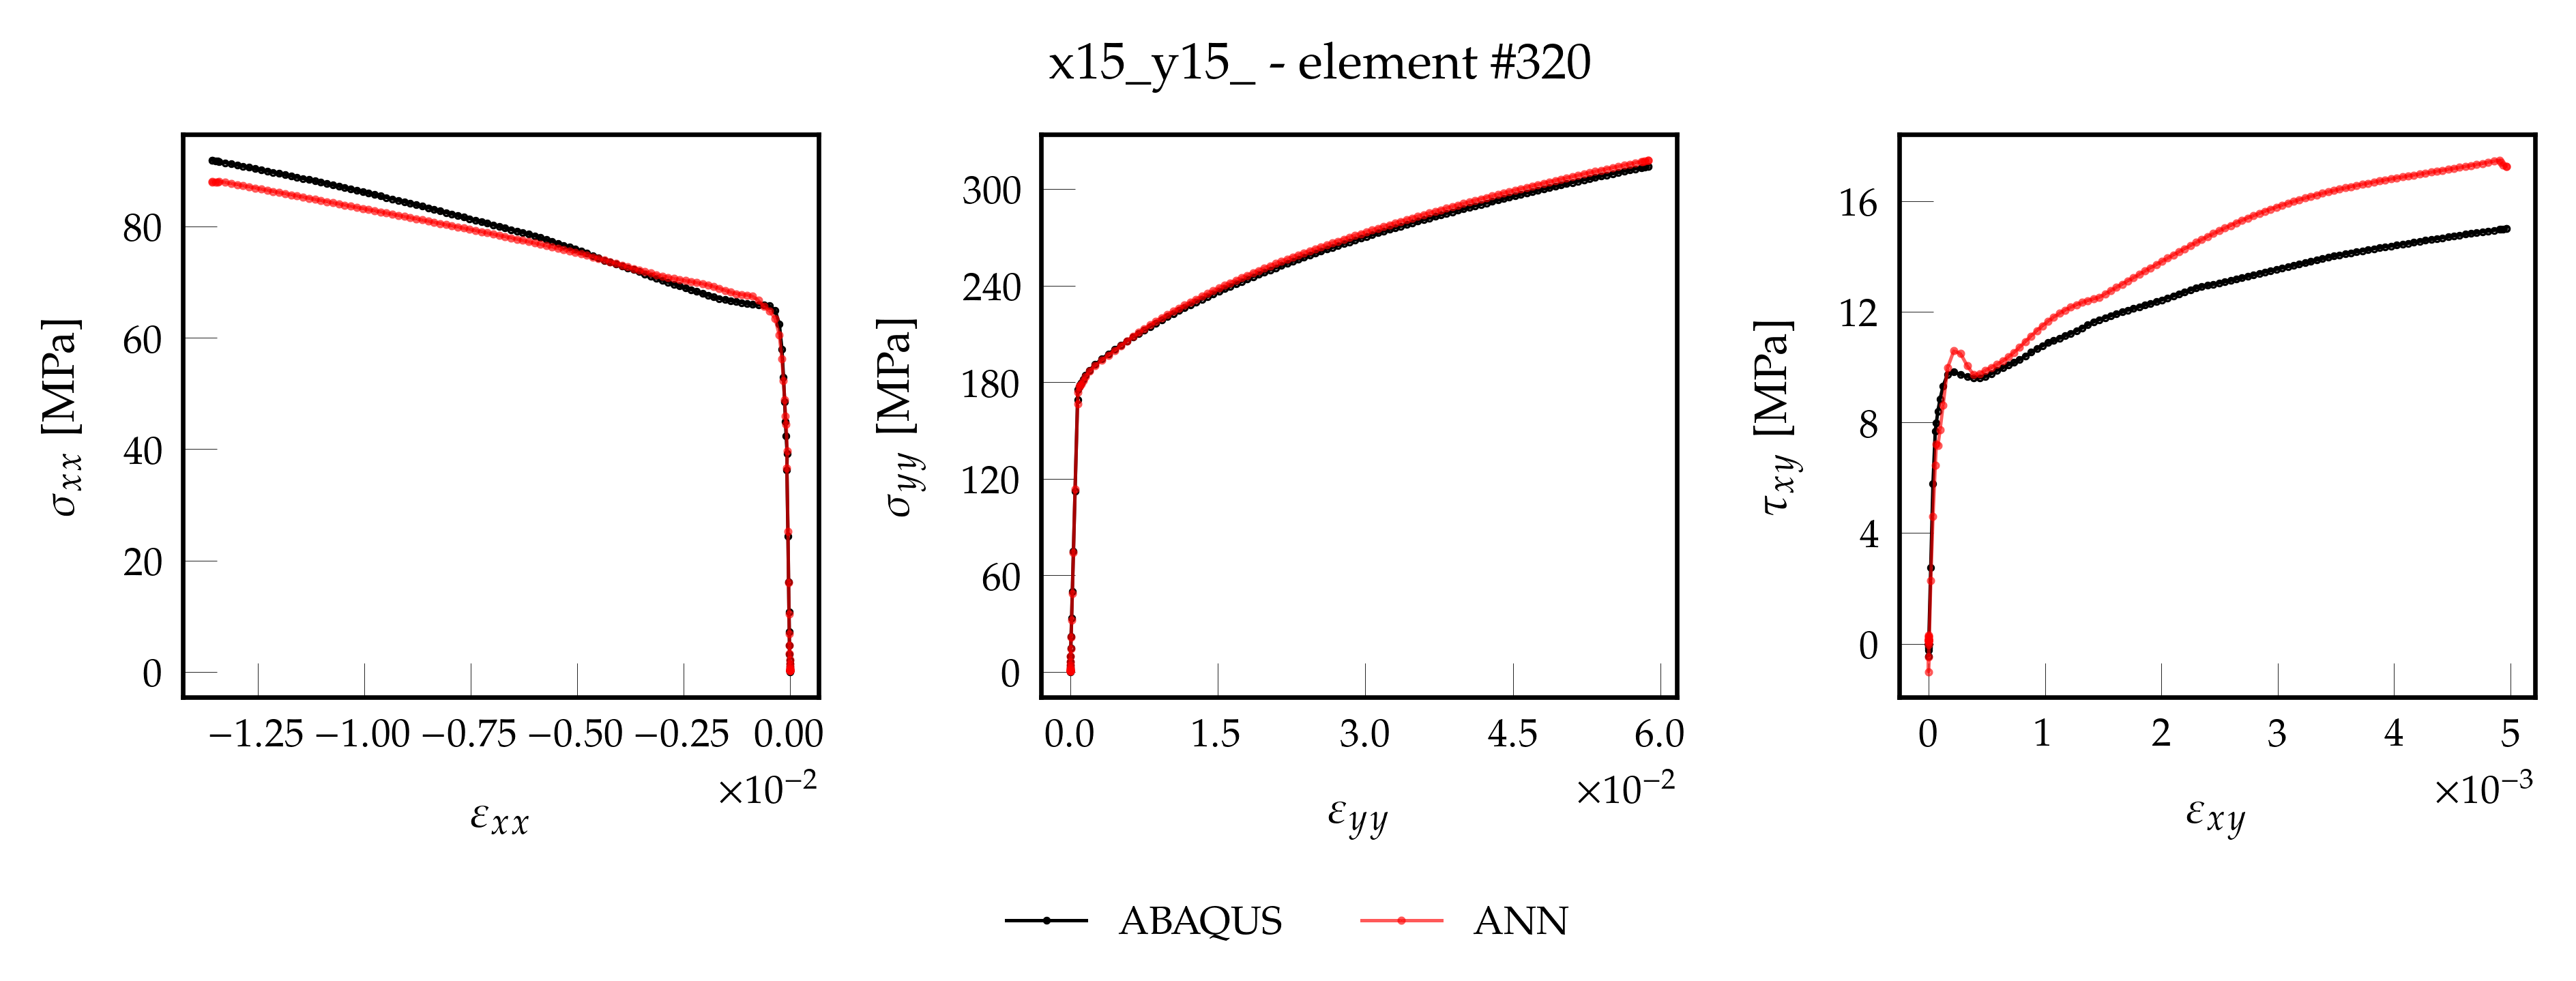 x15_y15_ - element #320
σxx [MPa]
80
60
40
20
0
−1.25 −1.00 −0.75 −0.50 −0.25 0.00
×10−2
εxx
σyy [MPa]
300
240
180
120
60
0
0.0 1.5 3.0 4.5 6.0
×10−2
εyy
τxy [MPa]
16
12
8
4
0
0 1 2 3 4 5
×10−3
εxy
ABAQUS ANN